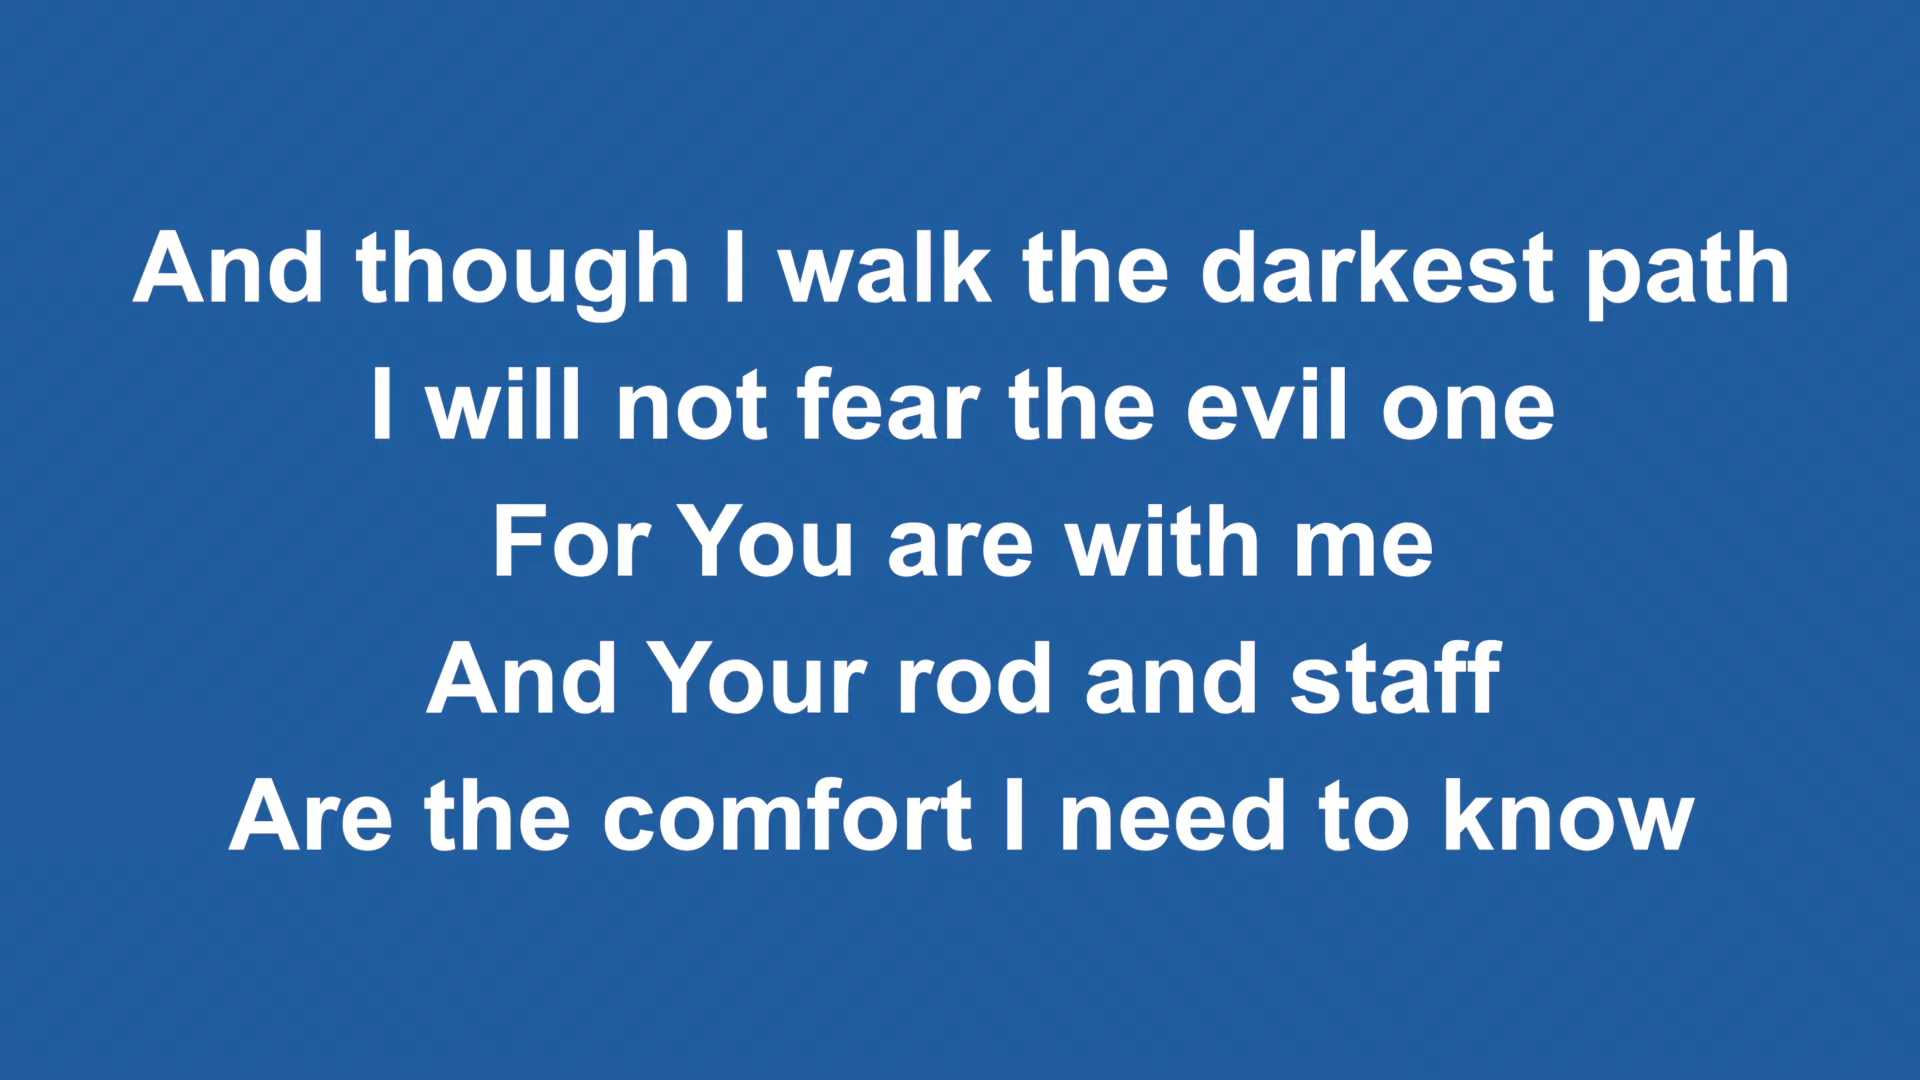 And though I walk the darkest path
I will not fear the evil one
For You are with me
And Your rod and staff
Are the comfort I need to know